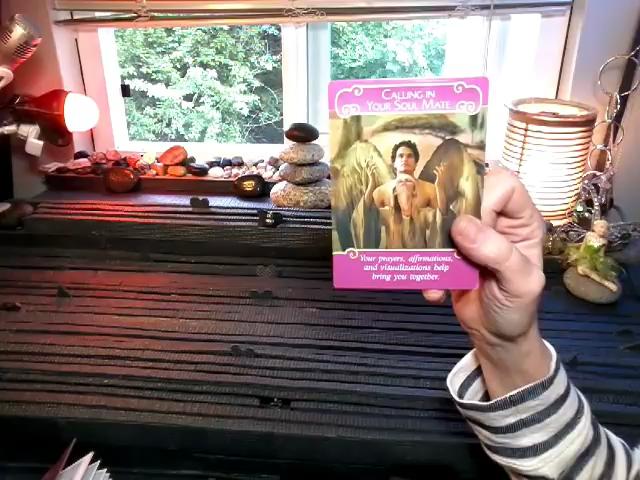 CALLING IN
YOUR SOUL MATE
Your prayers, affirmations,
and visualizations help
bring you together.